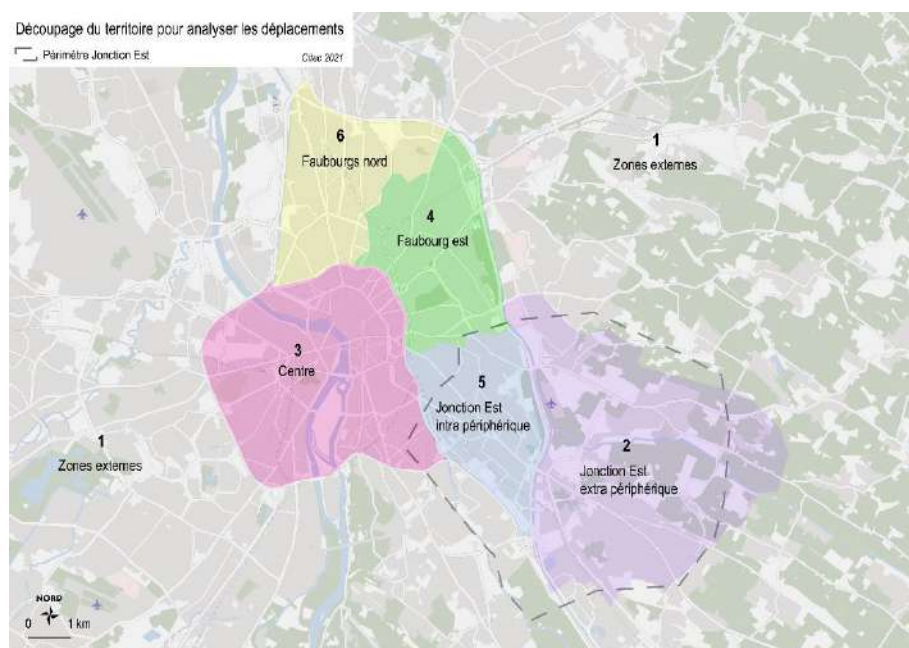 Découpage du territoire pour analyser les déplacements
Périmètre Jonction Est
Citec 2021
6
Faubourgs nord
1
Zones externes
4
Faubourg est
3
Centre
5
Jonction Est
intra périphérique
1
Zones externes
2
Jonction Est
extra périphérique
NORD
0 1 km